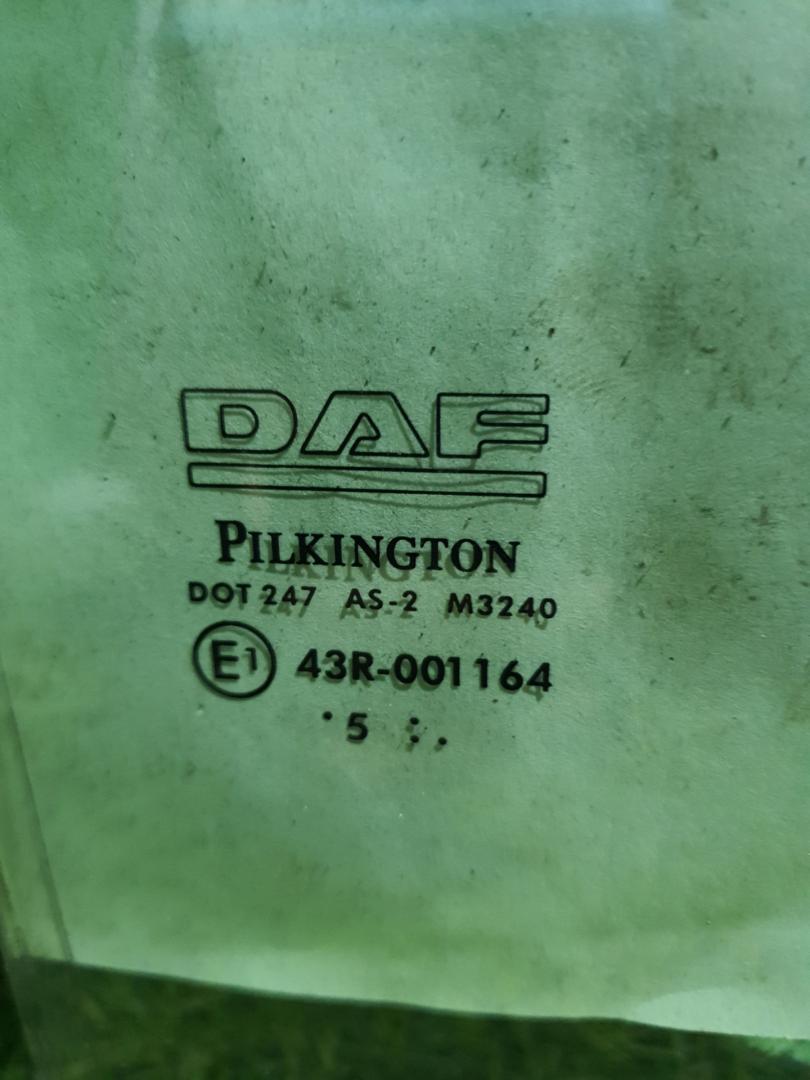 DAF
PILKINGTON
DOT 247 AS-2 M3240
E1 43R-001164
. 5 :.